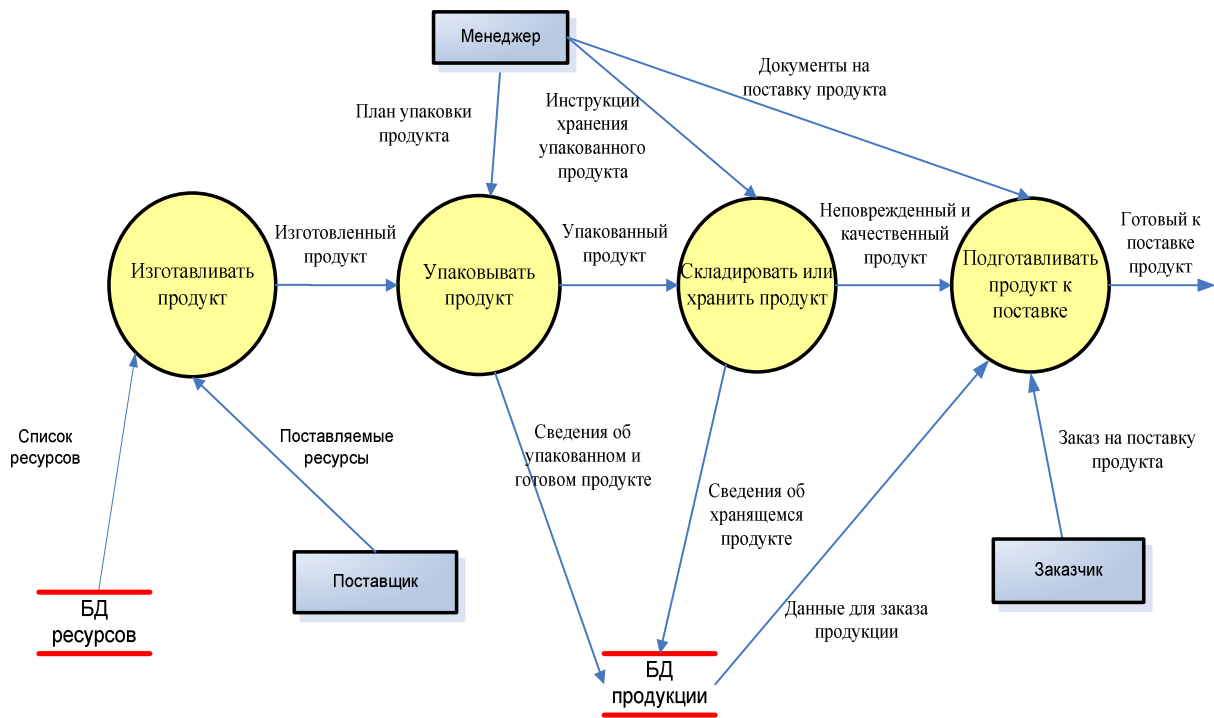 Менеджер
Документы на
поставку продукта
План упаковки
продукта
Инструкции
хранения
упакованного
продукта
Изготовленный
продукт
Упакованный
продукт
Неповрежденный и
качественный
продукт
Готовый к
поставке
продукт
Изготавливать
продукт
Упаковывать
продукт
Складировать или
хранить продукт
Подготавливать
продукт к
поставке
Список
ресурсов
Поставляемые
ресурсы
Сведения об
упакованном и
готовом продукте
Сведения об
хранящемся
продукте
Заказ на поставку
продукта
Поставщик
Заказчик
Данные для заказа
продукции
БД
ресурсов
БД
продукции